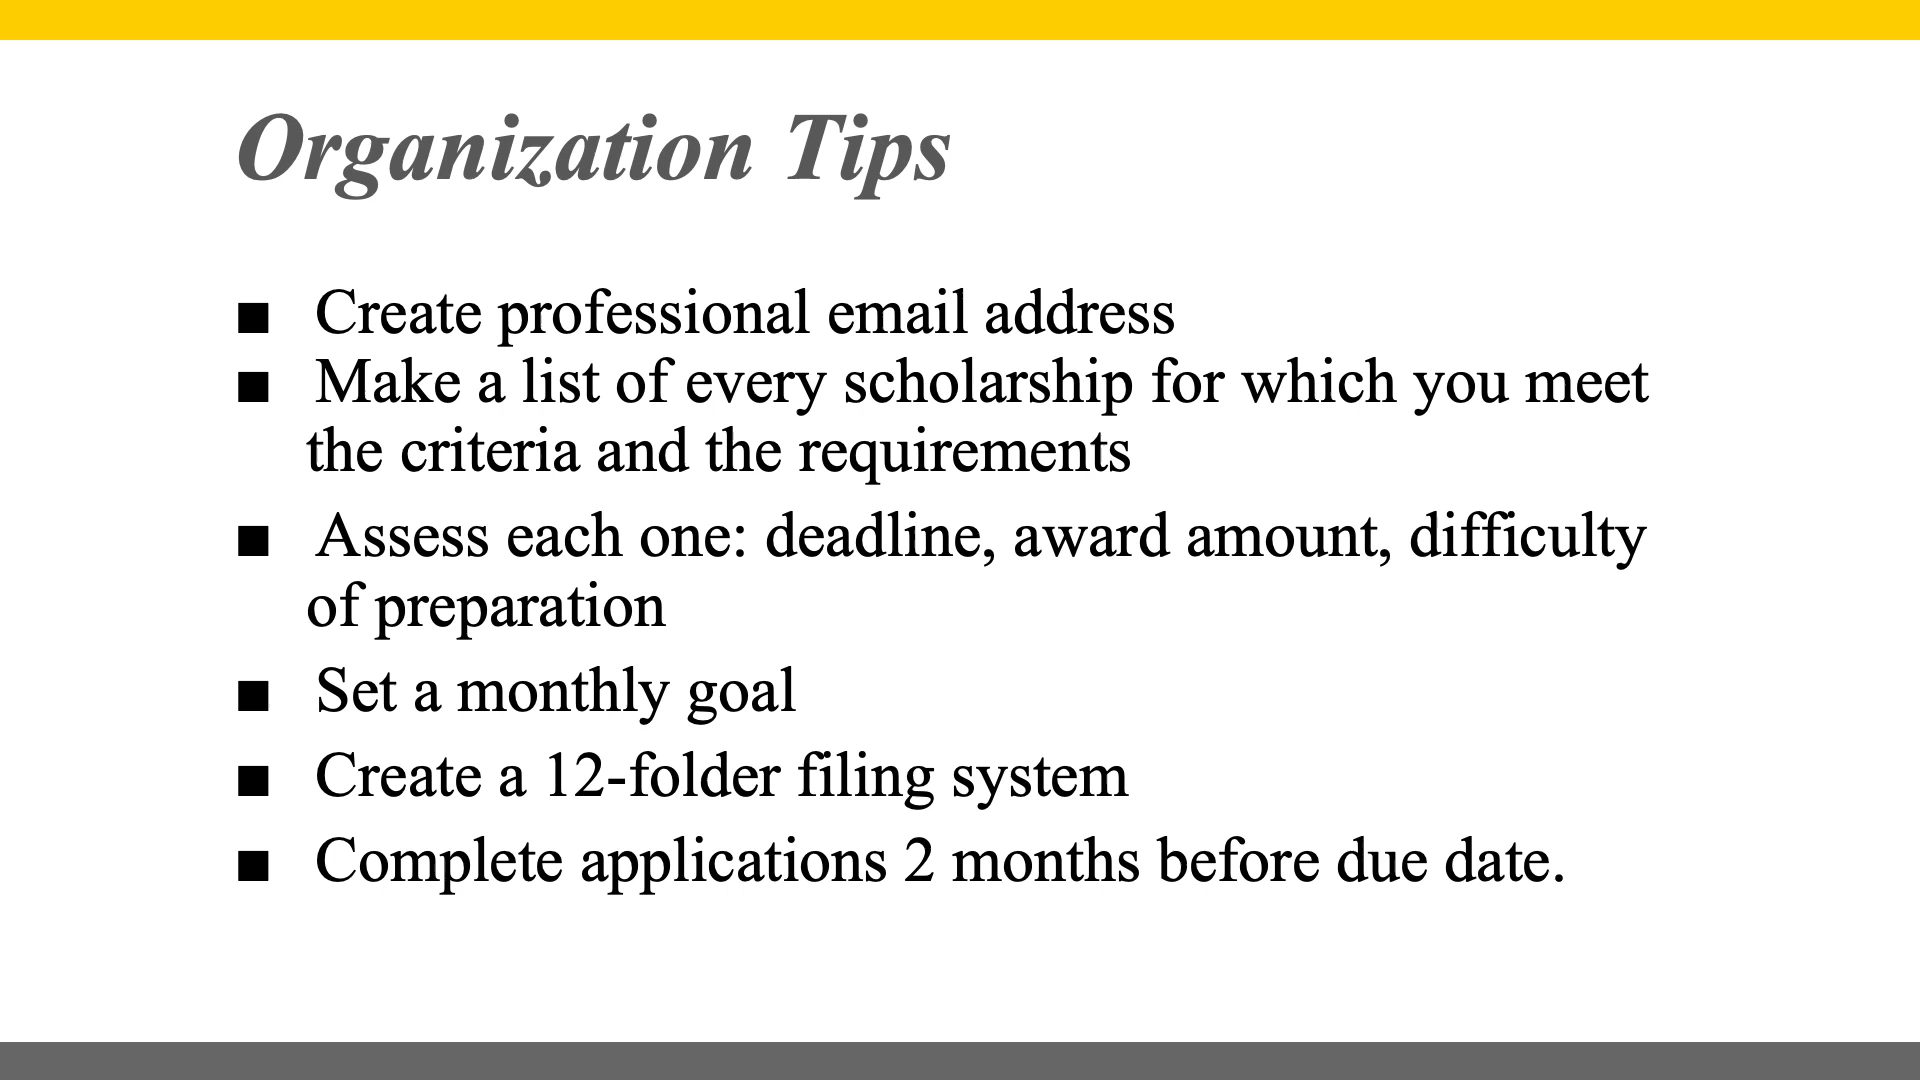 Organization Tips
■ Create professional email address
■ Make a list of every scholarship for which you meet
the criteria and the requirements
■ Assess each one: deadline, award amount, difficulty
of preparation
■ Set a monthly goal
■ Create a 12-folder filing system
■ Complete applications 2 months before due date.